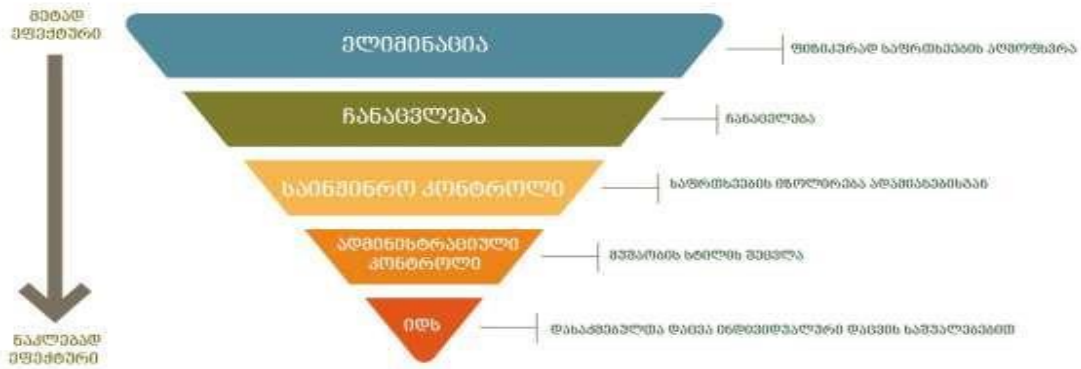 მეტად
ეფექტური
ელიმინაცია
ფიზიკურად საფრთხეების აღმოფხვრა
ჩანაცვლება
ჩანაცვლება
საინჟინრო კონტროლი
საფრთხეების იზოლირება ადამიანებისგან
ადმინისტრაციული
კონტროლი
მუშაობის სტილის შეცვლა
იდს
დასაქმებულთა დაცვა ინდივიდუალური დაცვის საშუალებებით
ნაკლებად
ეფექტური